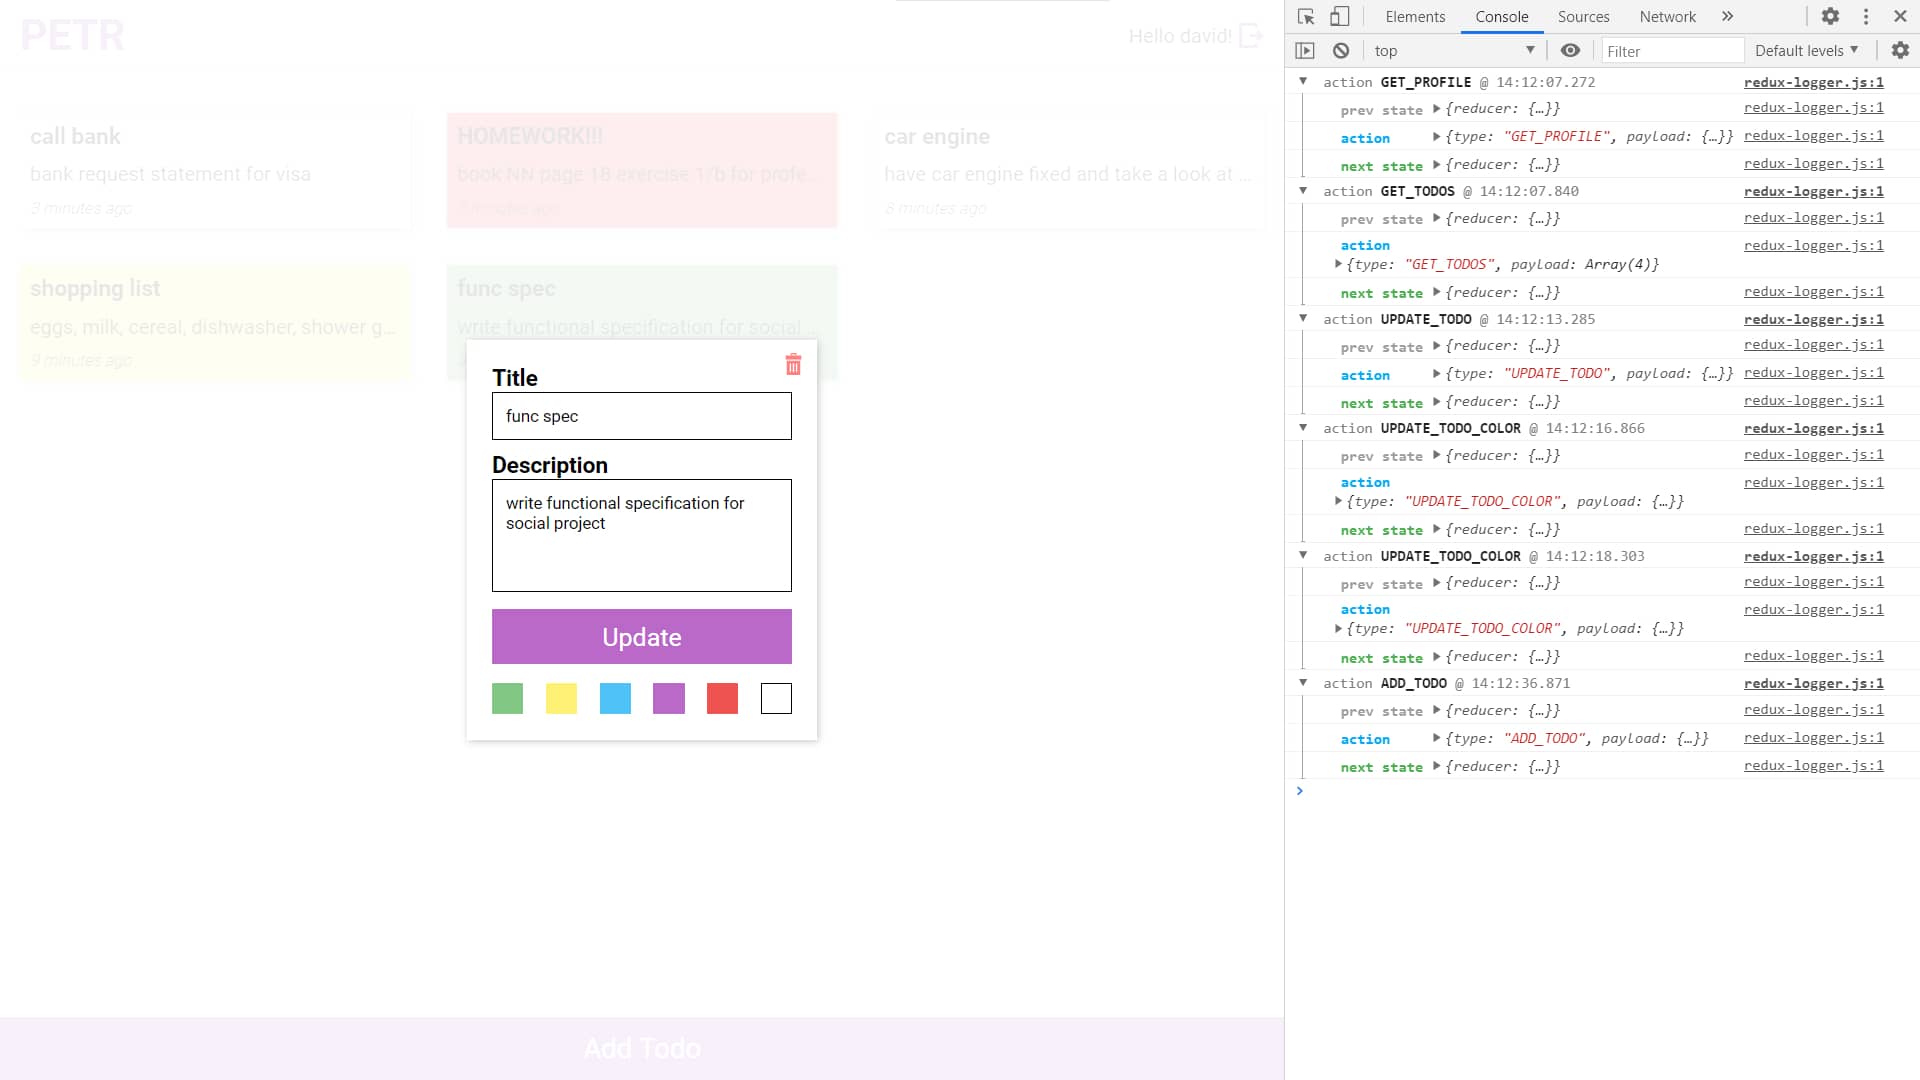 PETR
Hello david!
call bank
bank request statement for visa
3 minutes ago
HOMEWORK!!!
book NN page 18 exercise 1/b for profe...
minutes ago
car engine
have car engine fixed and take a look at ...
8 minutes ago
shopping list
eggs, milk, cereal, dishwasher, shower g...
9 minutes ago
func spec
write functional specification for social ...
Title
func spec
Description
write functional specification for
social project
Update
Add Todo
Elements Console Sources Network »
top Filter Default levels
action GET_PROFILE @ 14:12:07.272 redux-logger.js:1
prev state {reducer: {…}} redux-logger.js:1
action {type: "GET_PROFILE", payload: {…}} redux-logger.js:1
next state {reducer: {…}} redux-logger.js:1
action GET_TODOS @ 14:12:07.840 redux-logger.js:1
prev state {reducer: {…}} redux-logger.js:1
action redux-logger.js:1
{type: "GET_TODOS", payload: Array(4)}
next state {reducer: {…}} redux-logger.js:1
action UPDATE_TODO @ 14:12:13.285 redux-logger.js:1
prev state {reducer: {…}} redux-logger.js:1
action {type: "UPDATE_TODO", payload: {…}} redux-logger.js:1
next state {reducer: {…}} redux-logger.js:1
action UPDATE_TODO_COLOR @ 14:12:16.866 redux-logger.js:1
prev state {reducer: {…}} redux-logger.js:1
action redux-logger.js:1
{type: "UPDATE_TODO_COLOR", payload: {…}}
next state {reducer: {…}} redux-logger.js:1
action UPDATE_TODO_COLOR @ 14:12:18.303 redux-logger.js:1
prev state {reducer: {…}} redux-logger.js:1
action redux-logger.js:1
{type: "UPDATE_TODO_COLOR", payload: {…}}
next state {reducer: {…}} redux-logger.js:1
action ADD_TODO @ 14:12:36.871 redux-logger.js:1
prev state {reducer: {…}} redux-logger.js:1
action {type: "ADD_TODO", payload: {…}} redux-logger.js:1
next state {reducer: {…}} redux-logger.js:1